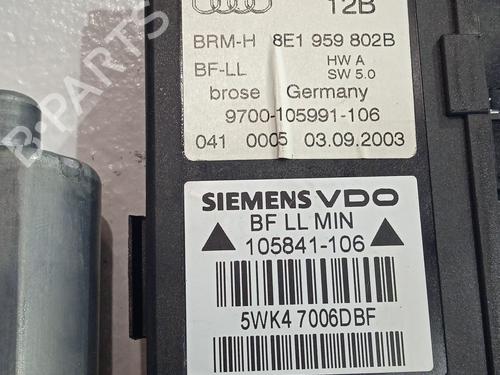 12B
BRM-H 8E1 959 802B
BF-LL HW A
SW 5.0
brose Germany
9700-105991-106
041 0005 03.09.2003
SIEMENS VDO
BF LL MIN
105841-106
5WK4 7006DBF
B-PARTS